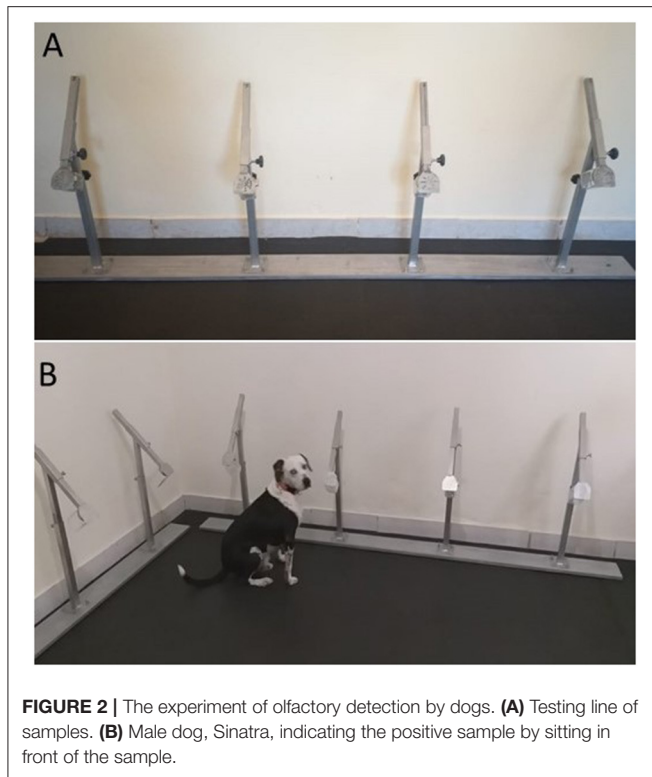 A
B
FIGURE 2 | The experiment of olfactory detection by dogs. (A) Testing line of
samples. (B) Male dog, Sinatra, indicating the positive sample by sitting in
front of the sample.